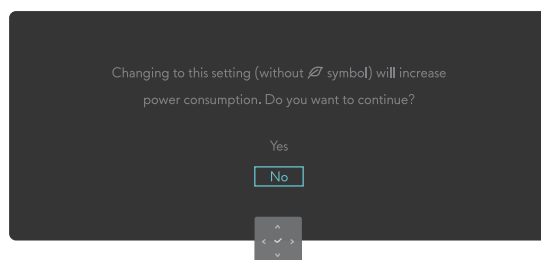 Changing to this setting (without symbol) will increase
power consumption. Do you want to continue?
Yes
No